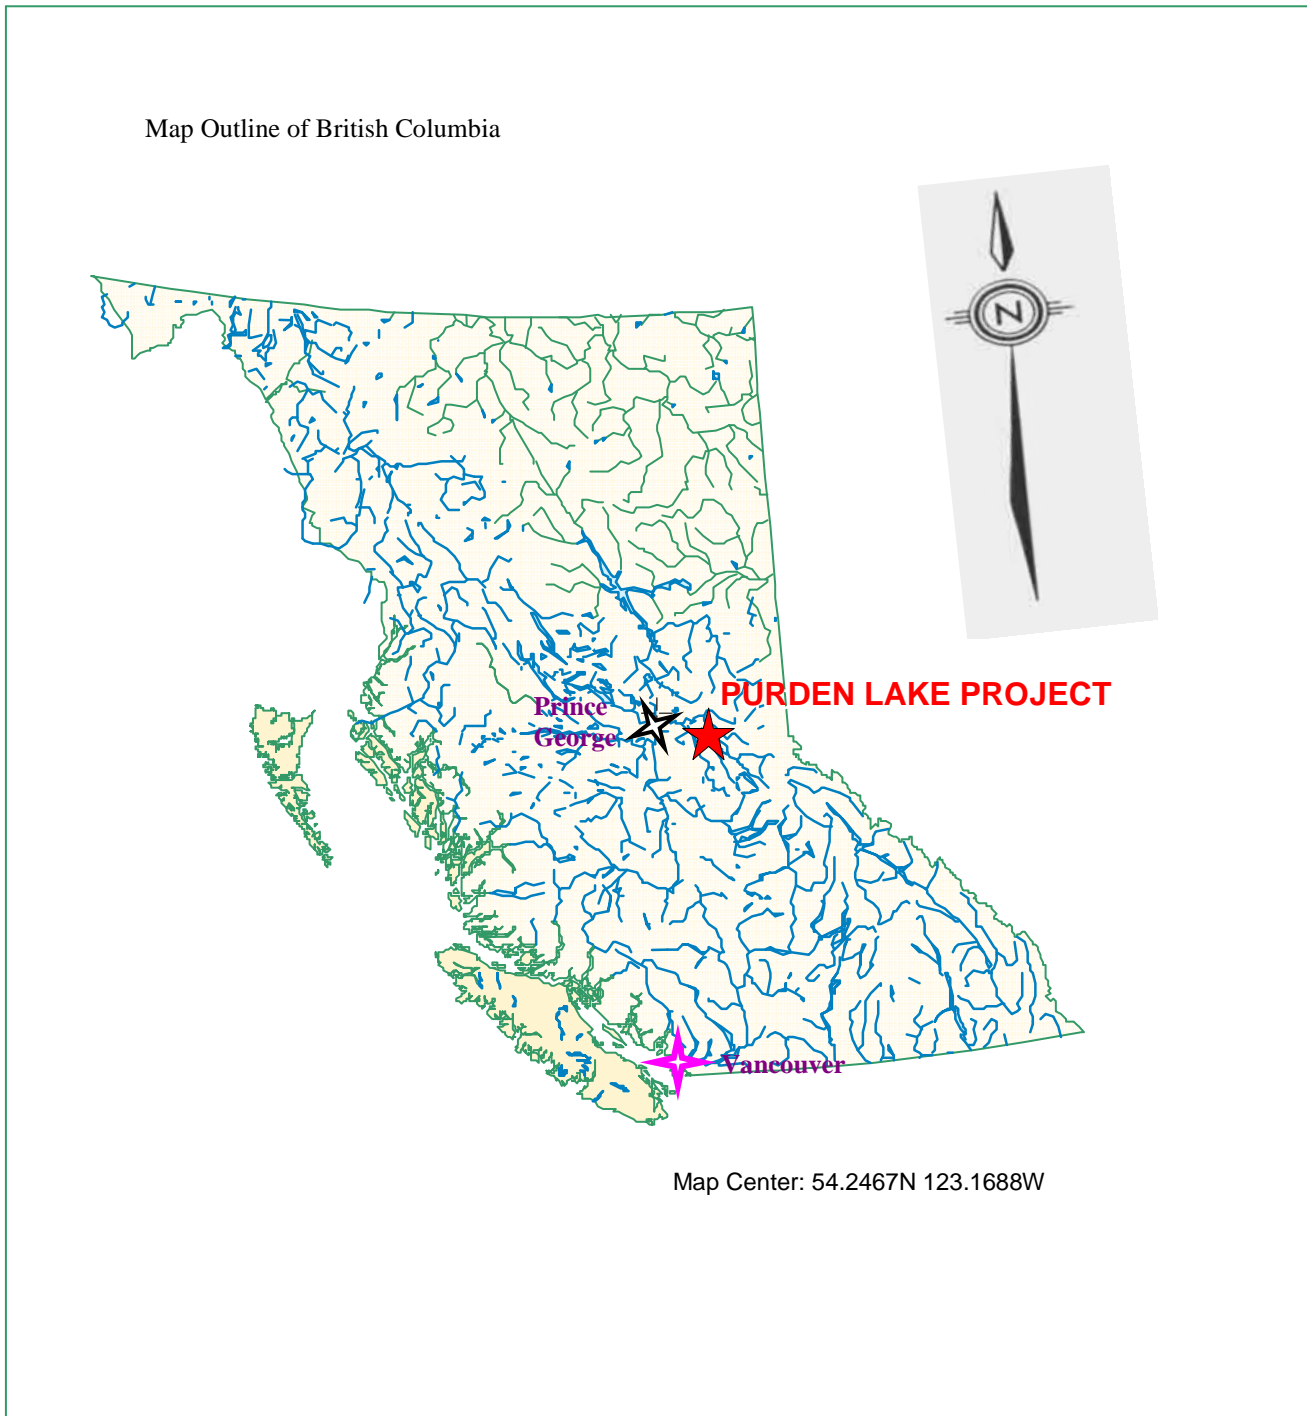 Map Outline of British Columbia
N
PURDEN LAKE PROJECT
Prince
George
Vancouver
Map Center: 54.2467N 123.1688W